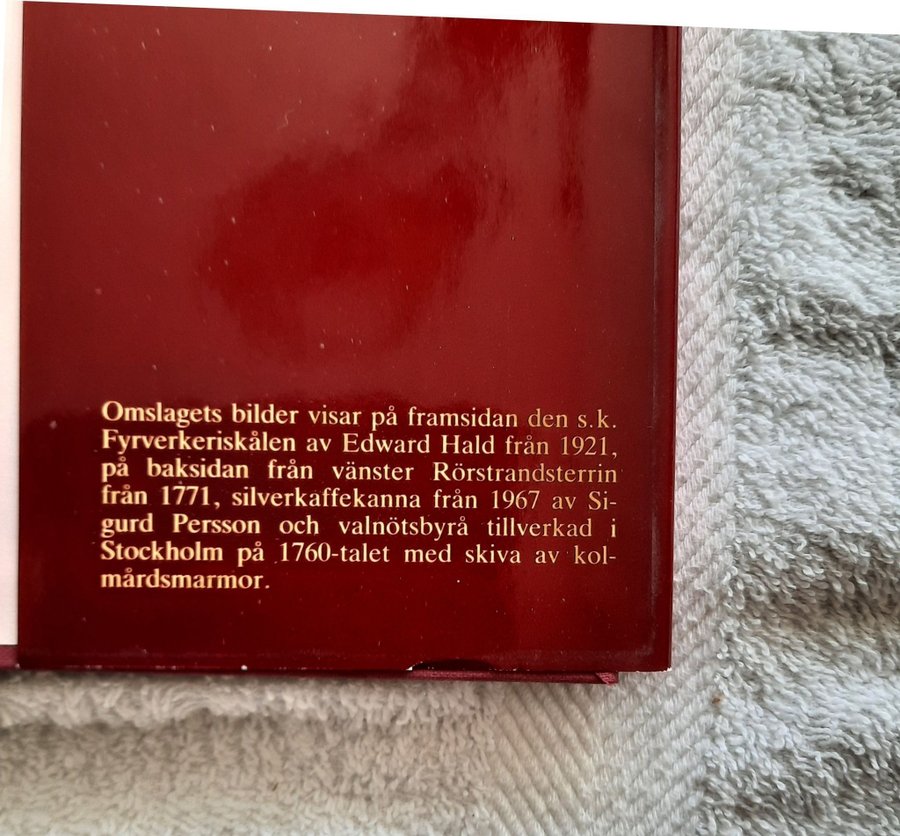 Omslagets bilder visar på framsidan den s.k.
Fyrverkeriskålen av Edward Hald från 1921,
på baksidan från vänster Rörstrandsterrin
från 1771, silverkaffekanna från 1967 av Si-
gurd Persson och valnötsbyrå tillverkad i
Stockholm på 1760-talet med skiva av kol-
mårdsmarmor.